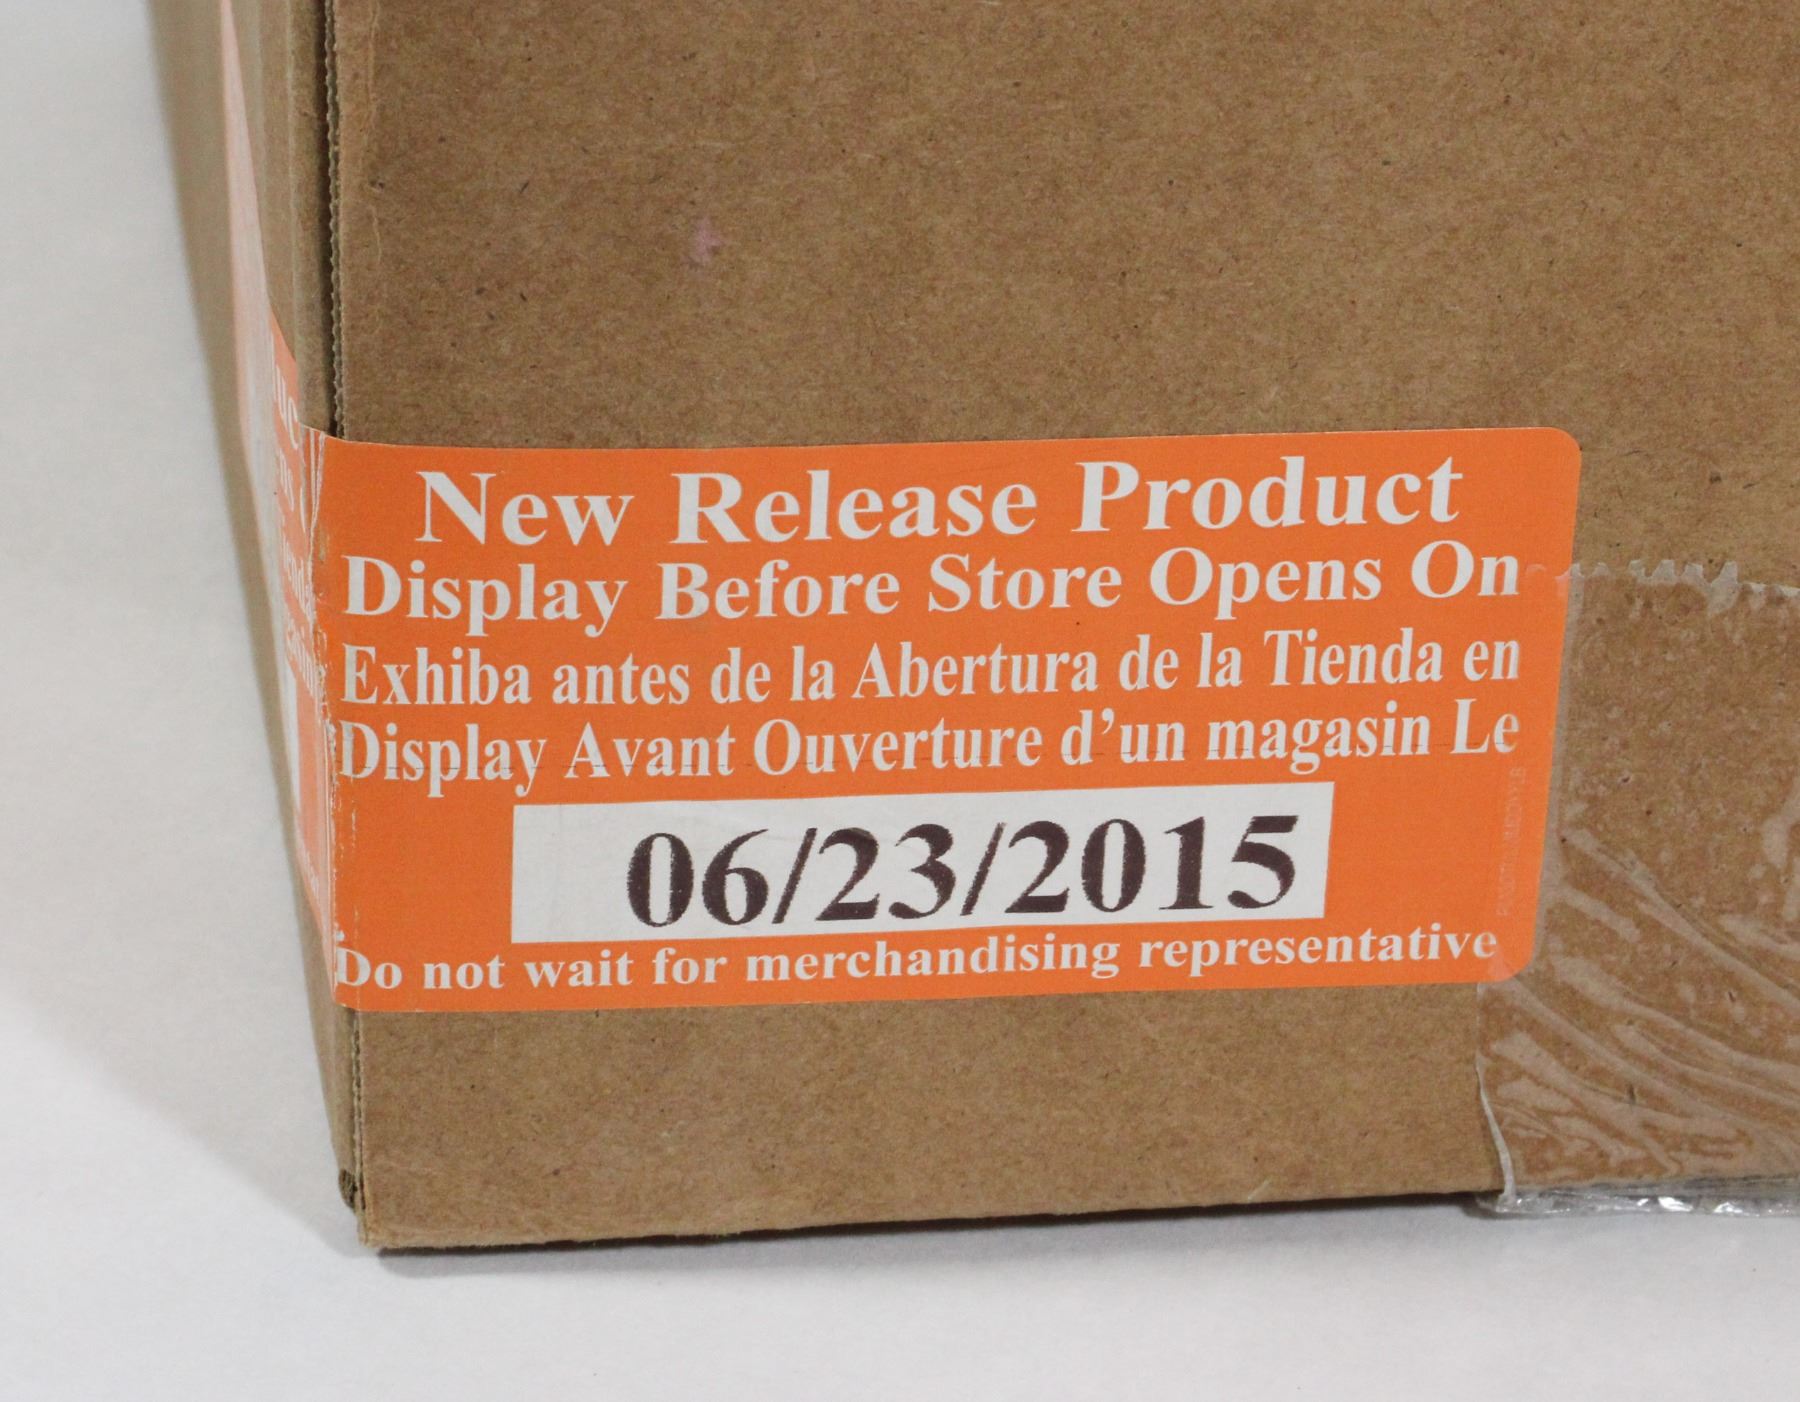 New Release Product
Display Before Store Opens On
Exhiba antes de la Abertura de la Tienda en
Display Avant Ouverture d’un magasin Le
06/23/2015
Do not wait for merchandising representative